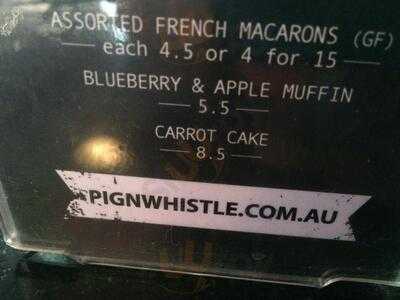 ASSORTED FRENCH MACARONS (GF)
each 4.5 or 4 for 15
BLUEBERRY & APPLE MUFFIN
5.5
CARROT CAKE
8.5
PIGNWHISTLE.COM.AU